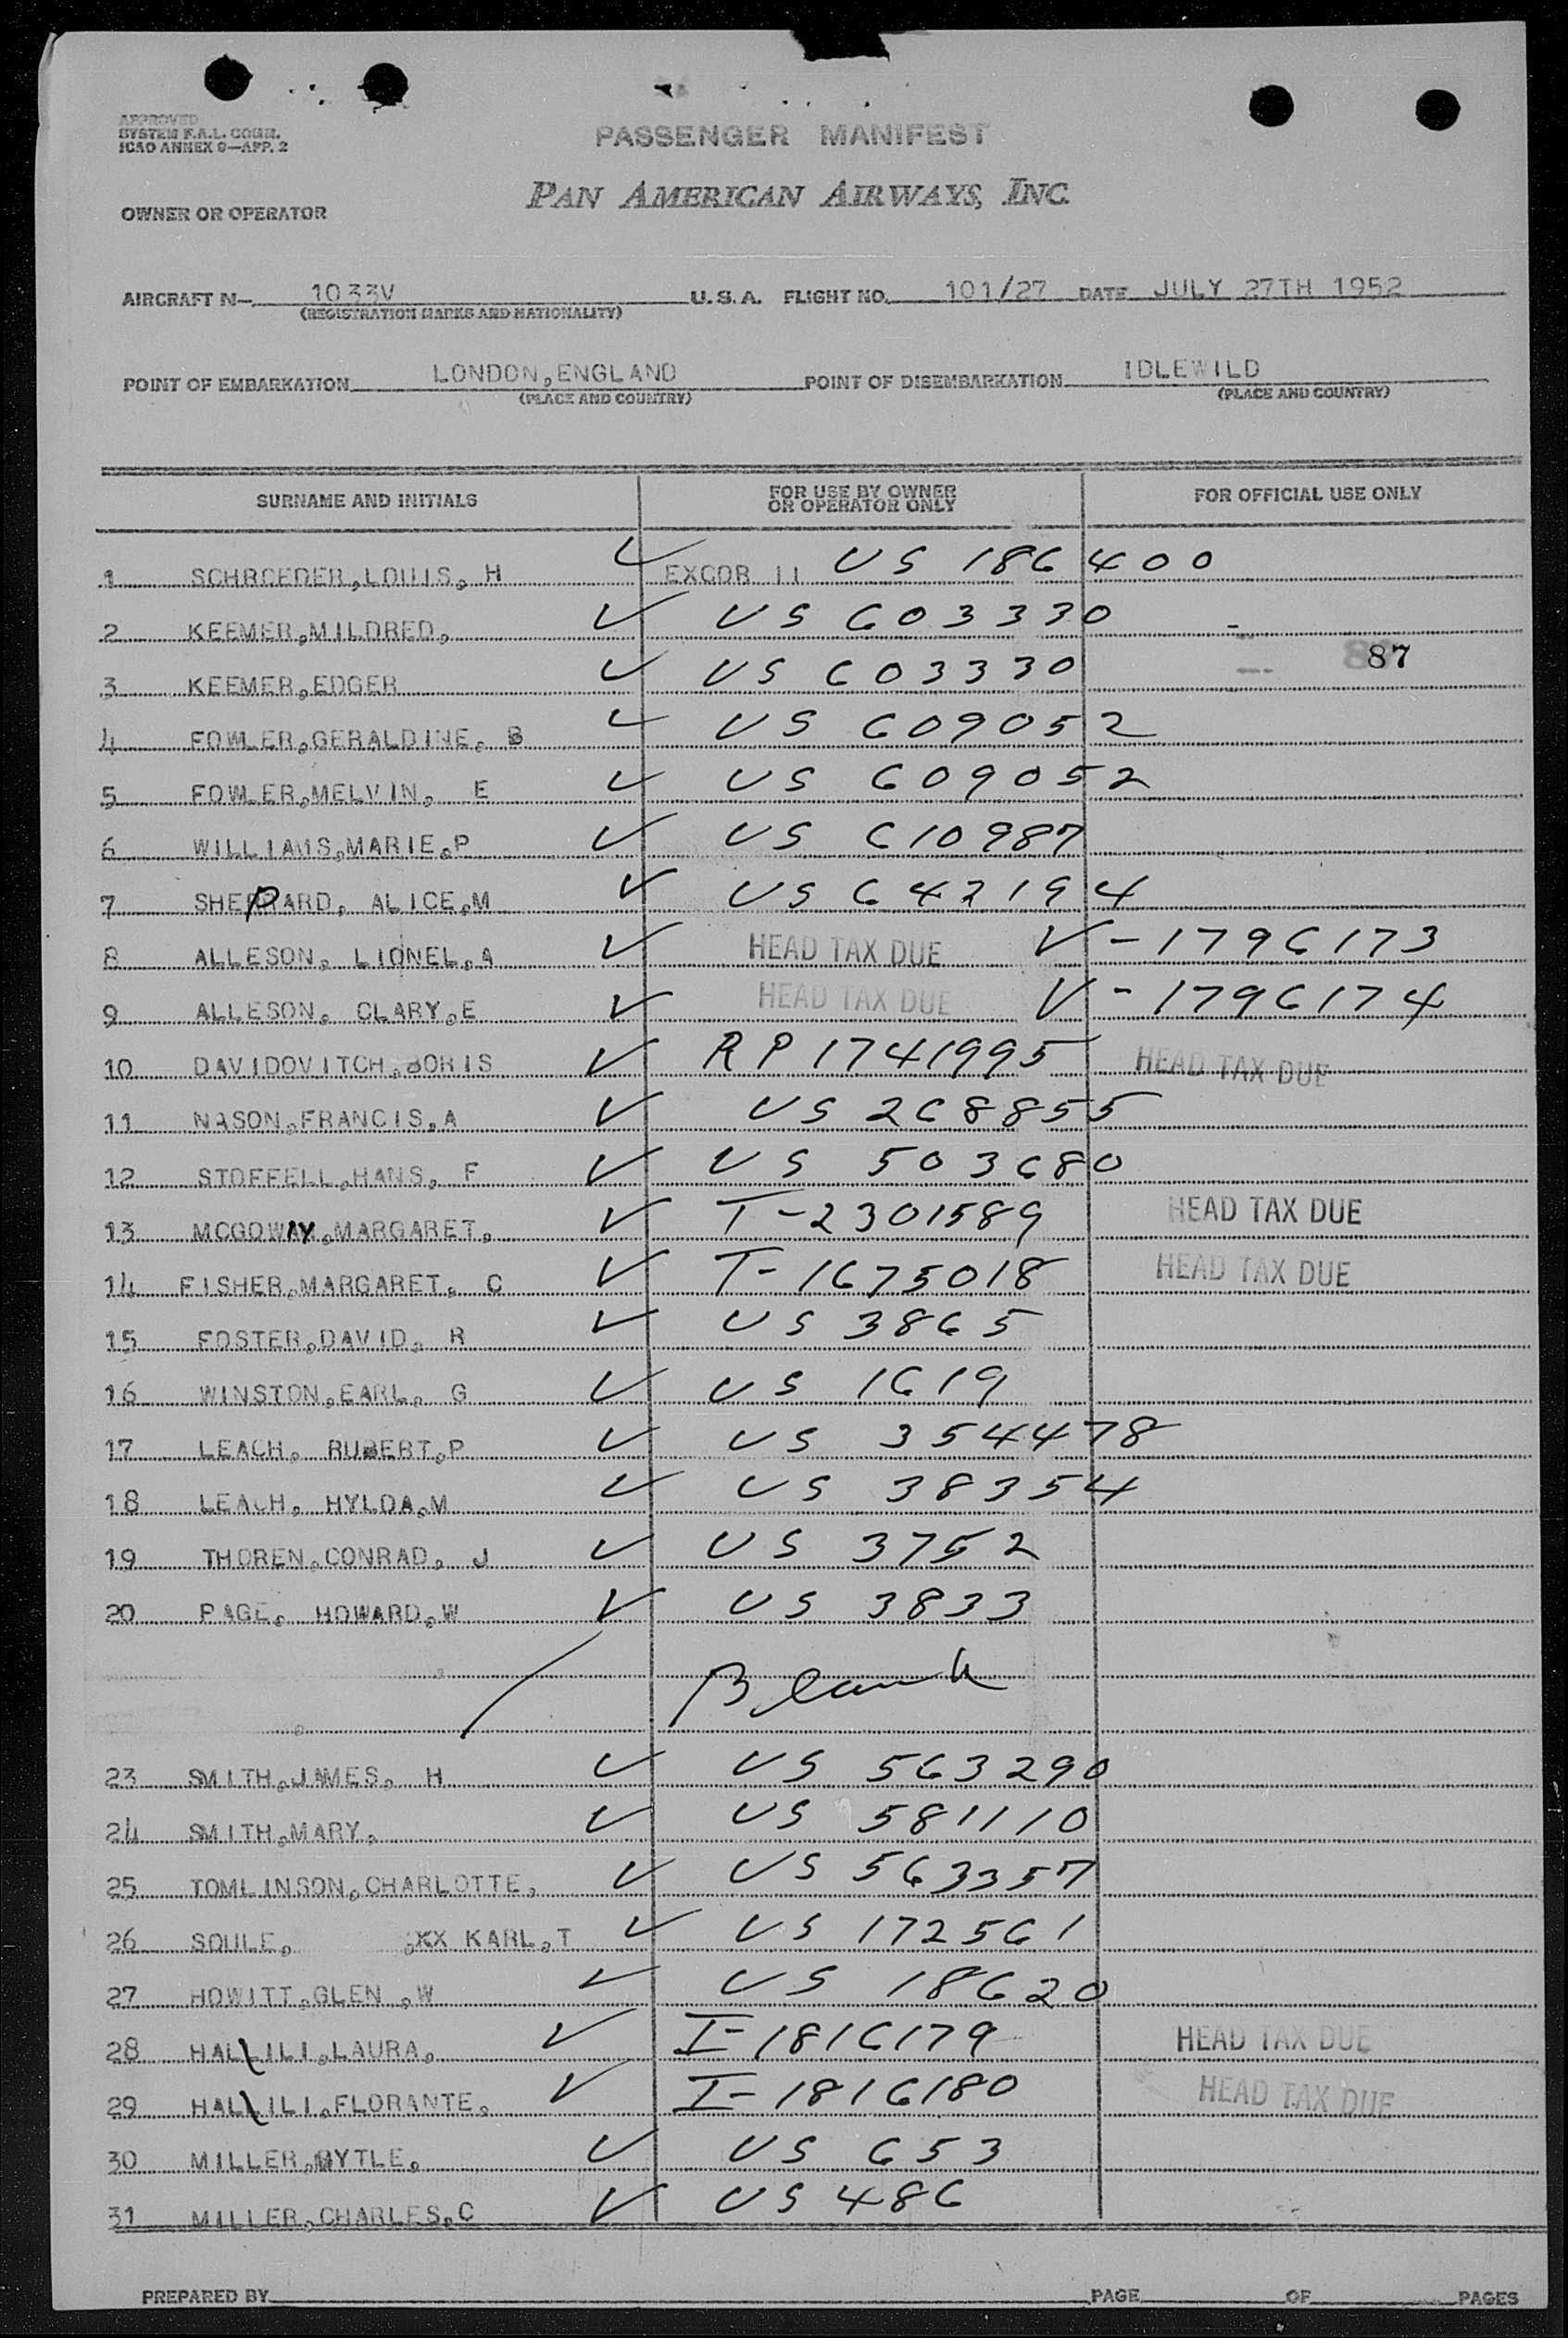 APPROVED
SYSTEM F.A.L. COMM.
ICAO ANNEX 9—APP. 2
PASSENGER MANIFEST
PAN AMERICAN AIRWAYS, INC.
OWNER OR OPERATOR
AIRCRAFT N— 1033V U.S.A. FLIGHT NO. 101/27 DATE JULY 27TH 1952
(REGISTRATION MARKS AND NATIONALITY)
POINT OF EMBARKATION LONDON,ENGLAND POINT OF DISEMBARKATION IDLEWILD
(PLACE AND COUNTRY) (PLACE AND COUNTRY)
SURNAME AND INITIALS FOR USE BY OWNER OR OPERATOR ONLY FOR OFFICIAL USE ONLY
1 SCHROEDER,LOUIS, H EXCOR 11 US 186400
2 KEEMER,MILDRED, US 603330
87
3 KEEMER,EDGER US 603330
4 FOWLER,GERALDINE, B US 609052
5 FOWLER,MELVIN, E US 609052
6 WILLIAMS,MARIE,P US 610987
7 SHEPPARD, ALICE,M US 642194
8 ALLESON, LIONEL,A HEAD TAX DUE V-1796173
9 ALLESON, CLARY,E HEAD TAX DUE V-1796174
10 DAVIDOVITCH,BORIS RP 1741995 HEAD TAX DUE
11 NASON,FRANCIS,A US 268855
12 STOFFELL,HANS, F US 503680
13 MCGOWAY,MARGARET, T-2301589 HEAD TAX DUE
14 FISHER,MARGARET, C T-1675018 HEAD TAX DUE
15 FOSTER,DAVID, R US 3865
16 WINSTON,EARL, G US 1619
17 LEACH, RUBERT,P US 354478
18 LEACH, HYLDA,M US 38354
19 THOREN,CONRAD, J US 3752
20 PAGE, HOWARD,W US 3833
Blank
23 SMITH,JAMES, H US 563290
24 SMITH,MARY, US 581110
25 TOMLINSON,CHARLOTTE, US 563357
26 SOULE, ,XX KARL,T US 172561
27 HOWITT,GLEN ,W US 18620
28 HALLILI,LAURA, I-1816179 HEAD TAX DUE
29 HALLILI,FLORANTE, I-1816180 HEAD TAX DUE
30 MILLER,MYTLE, US 653
31 MILLER,CHARLES,C US 486
PREPARED BY PAGE OF PAGES